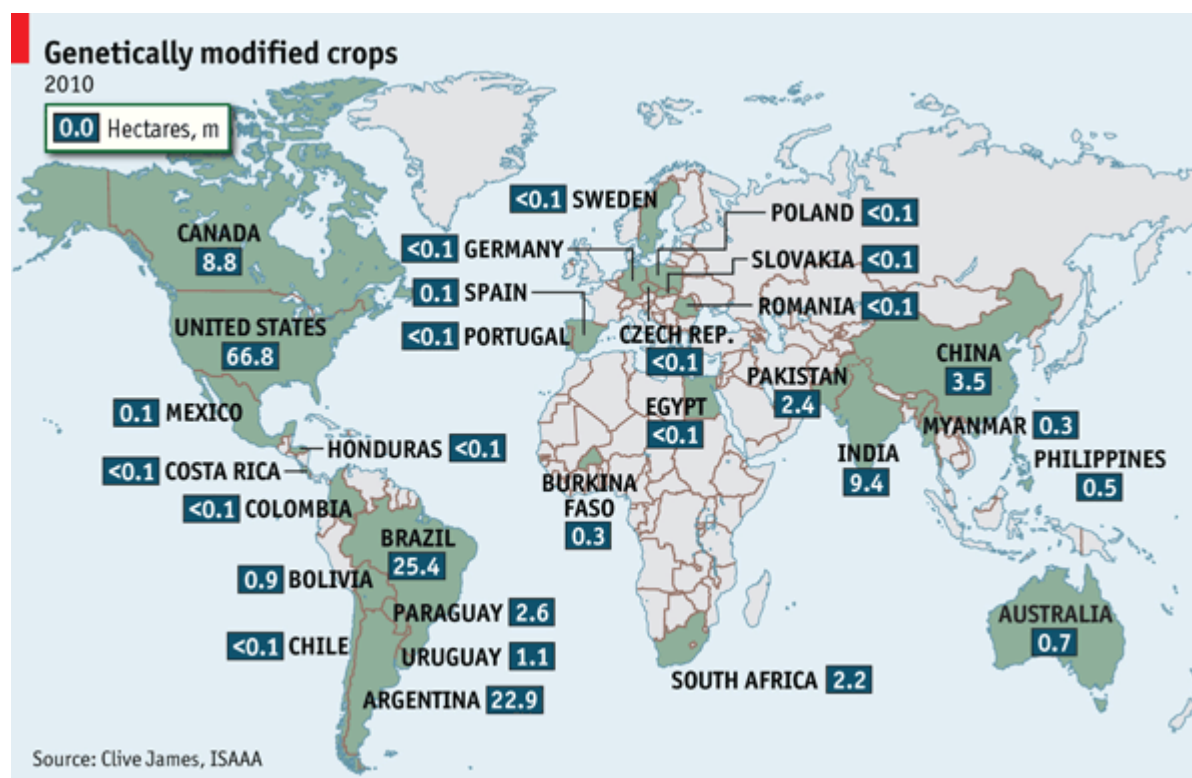 Genetically modified crops
2010
0.0 Hectares, m
CANADA
8.8
UNITED STATES
66.8
0.1 MEXICO
HONDURAS <0.1
<0.1 COSTA RICA
<0.1 COLOMBIA
BRAZIL
25.4
0.9 BOLIVIA
PARAGUAY 2.6
<0.1 CHILE
URUGUAY 1.1
ARGENTINA 22.9
<0.1 SWEDEN
<0.1 GERMANY
0.1 SPAIN
<0.1 PORTUGAL
POLAND <0.1
SLOVAKIA <0.1
ROMANIA <0.1
CZECH REP.
<0.1
EGYPT
<0.1
BURKINA
FASO
0.3
SOUTH AFRICA 2.2
PAKISTAN
2.4
INDIA
9.4
CHINA
3.5
MYANMAR 0.3
PHILIPPINES
0.5
AUSTRALIA
0.7
Source: Clive James, ISAAA